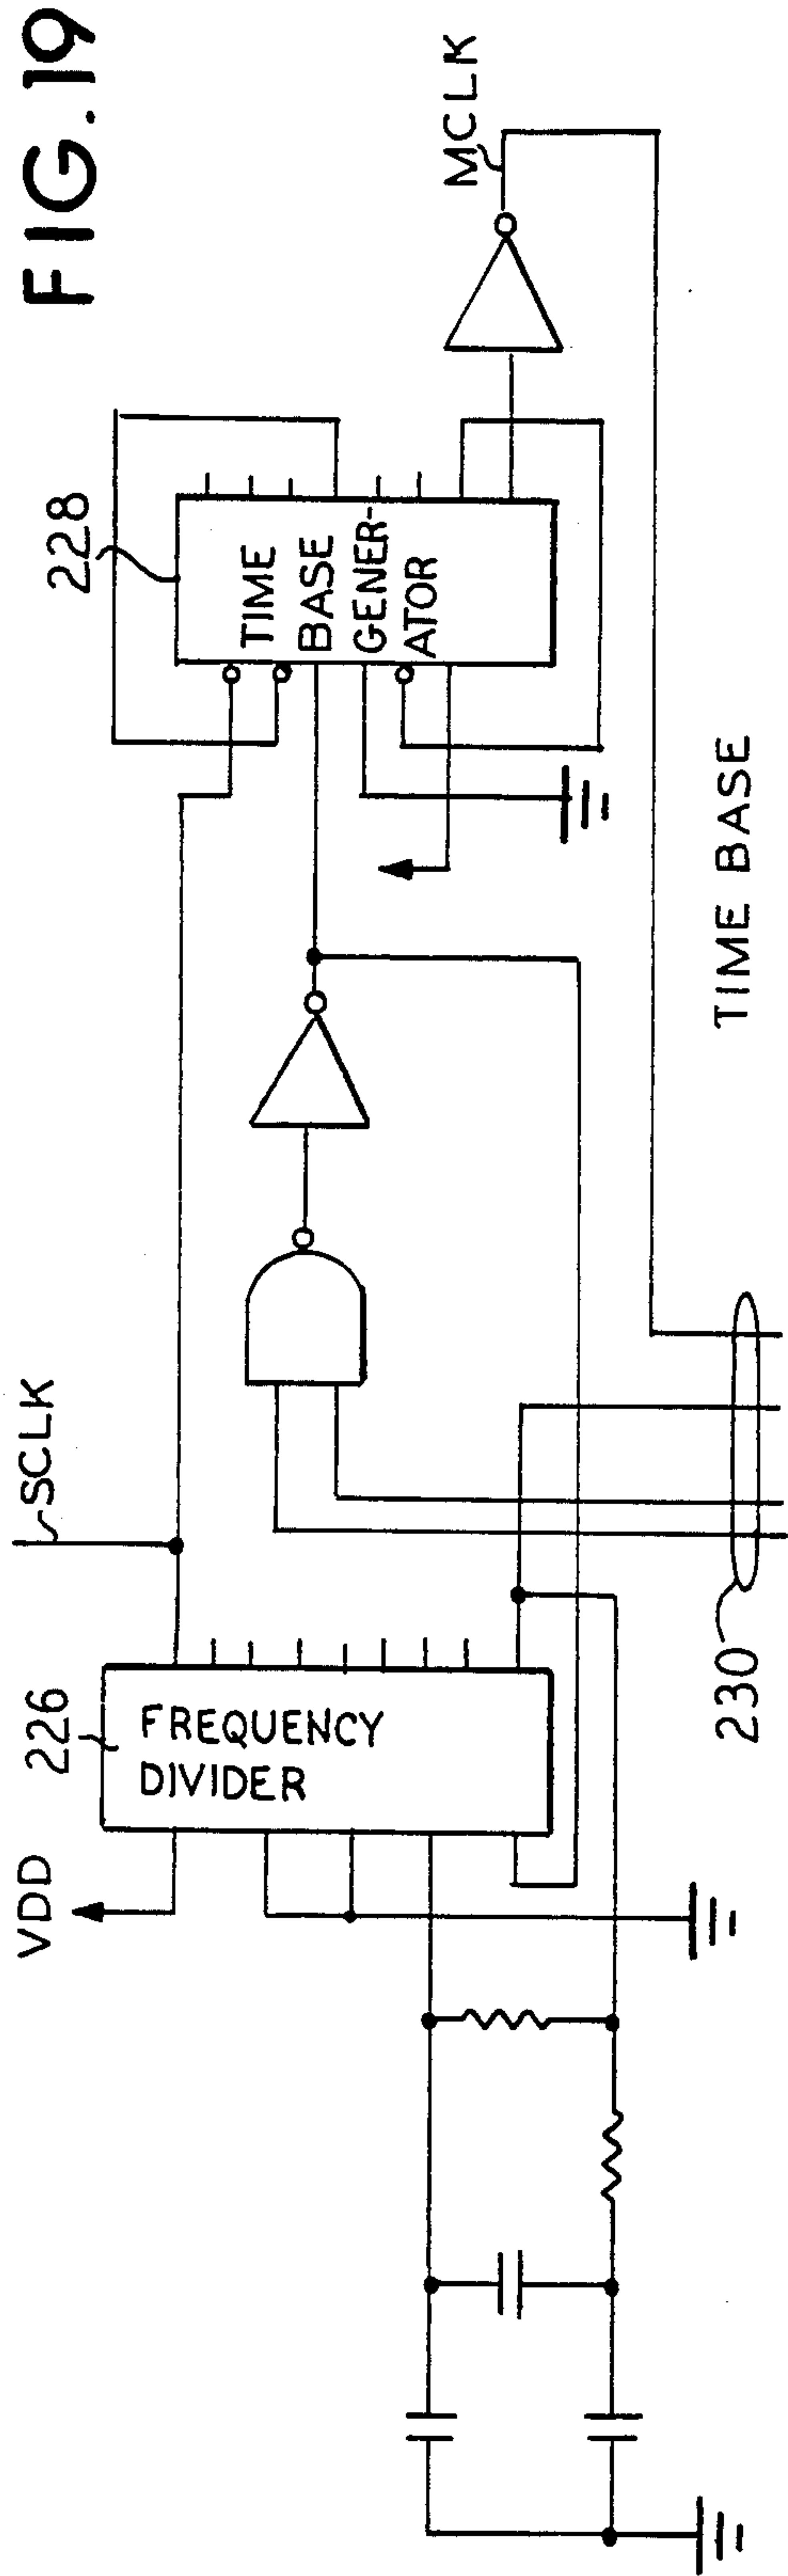 FIG. 19
SCLK
MCLK
VDD
226
FREQUENCY
DIVIDER
228
TIME
BASE
GENER-
ATOR
230
TIME BASE